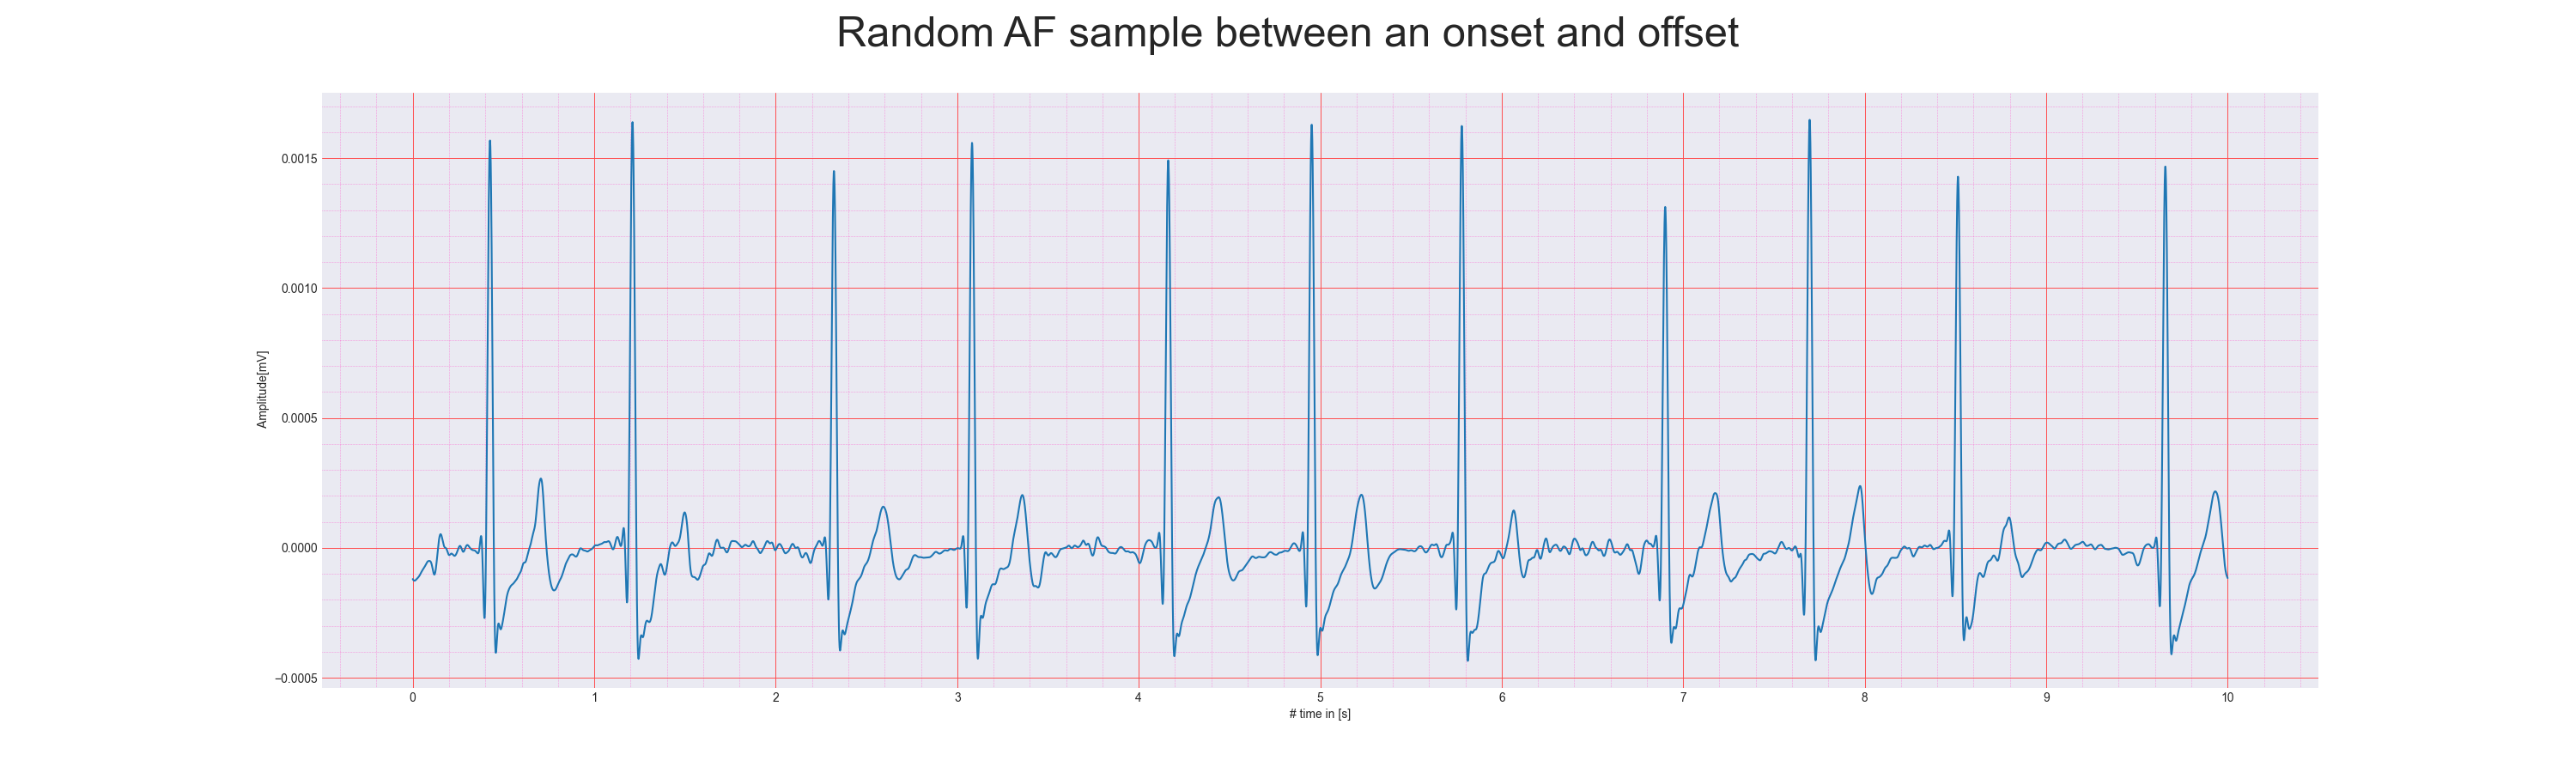 Random AF sample between an onset and offset
Amplitude[mV]
0.0015
0.0010
0.0005
0.0000
−0.0005
0 1 2 3 4 5 6 7 8 9 10
# time in [s]